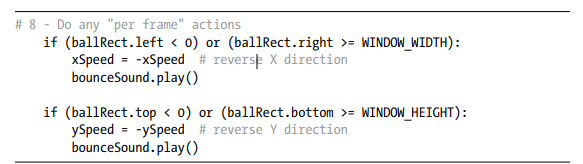 # 8 - Do any "per frame" actions
    if (ballRect.left < 0) or (ballRect.right >= WINDOW_WIDTH):
        xSpeed = -xSpeed  # reverse X direction
        bounceSound.play()

    if (ballRect.top < 0) or (ballRect.bottom >= WINDOW_HEIGHT):
        ySpeed = -ySpeed  # reverse Y direction
        bounceSound.play()